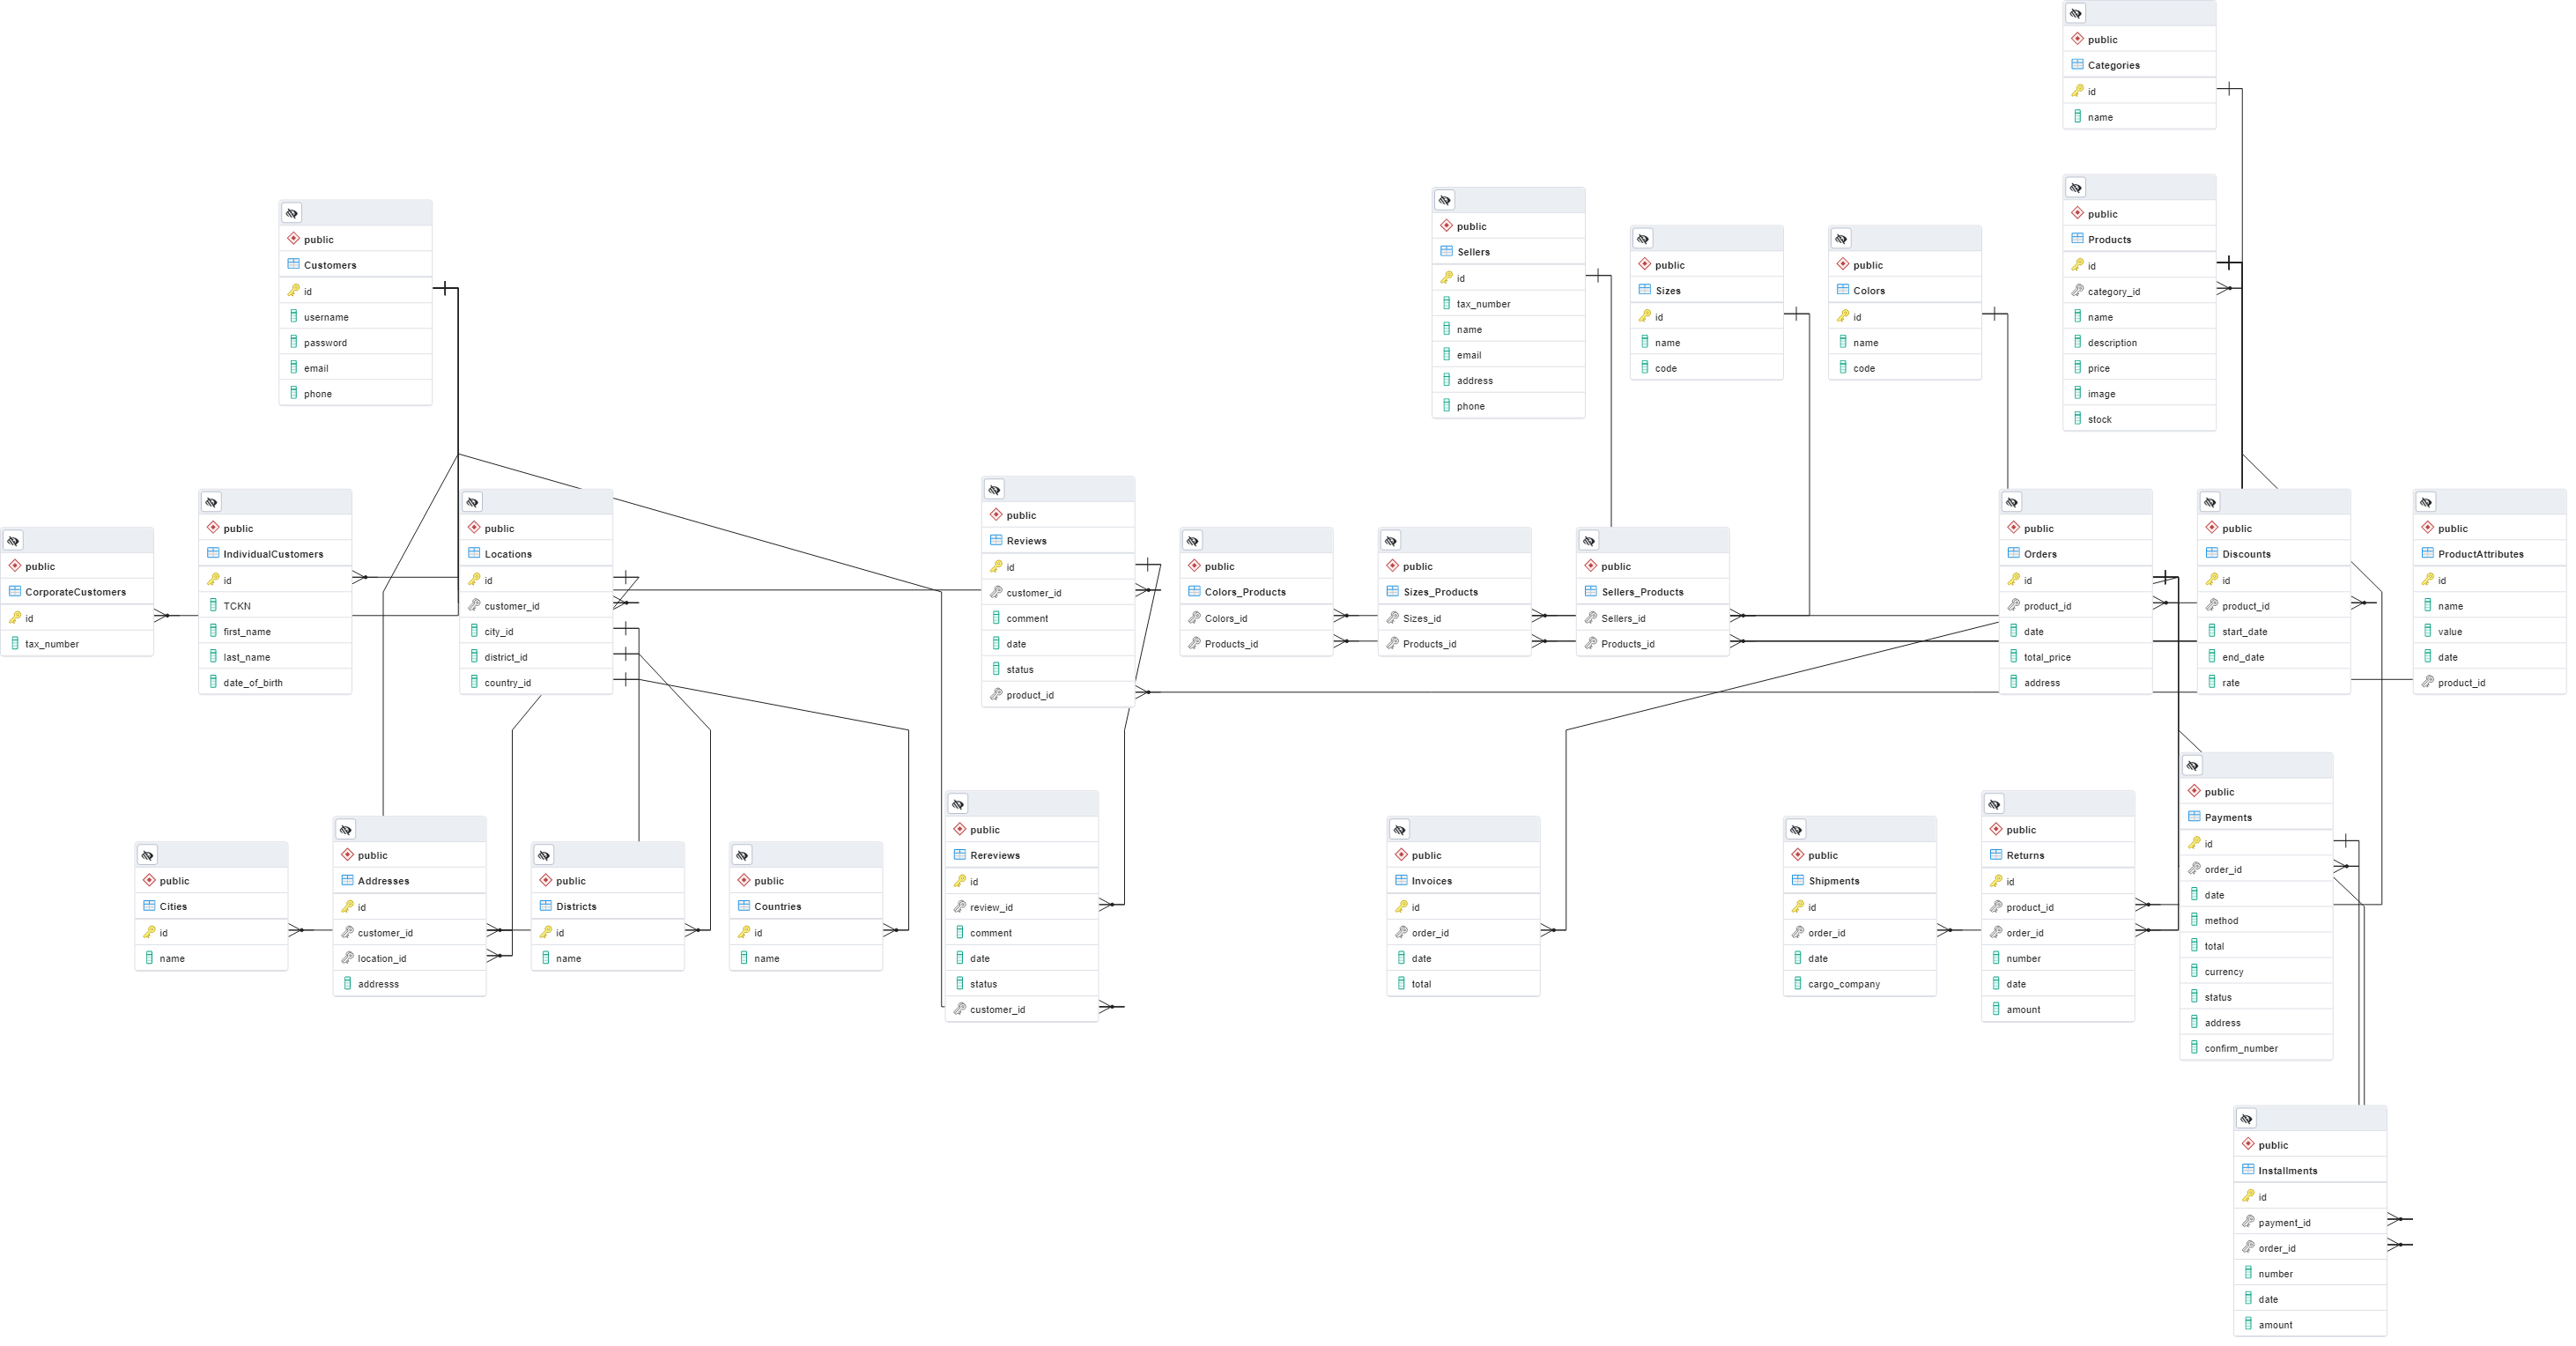 public
Categories
id
name
public
Products
id
category_id
name
description
price
image
stock
public
Customers
id
username
password
email
phone
public
Sellers
id
tax_number
name
email
address
phone
public
Sizes
id
name
code
public
Colors
id
name
code
public
CorporateCustomers
id
tax_number
public
IndividualCustomers
id
TCKN
first_name
last_name
date_of_birth
public
Locations
id
customer_id
city_id
district_id
country_id
public
Reviews
id
customer_id
comment
date
status
product_id
public
Colors_Products
Colors_id
Products_id
public
Sizes_Products
Sizes_id
Products_id
public
Sellers_Products
Sellers_id
Products_id
public
Orders
id
product_id
date
total_price
address
public
Discounts
id
product_id
start_date
end_date
rate
public
ProductAttributes
id
name
value
date
product_id
public
Cities
id
name
public
Addresses
id
customer_id
location_id
addresss
public
Districts
id
name
public
Countries
id
name
public
Rereviews
id
review_id
comment
date
status
customer_id
public
Invoices
id
order_id
date
total
public
Shipments
id
order_id
date
cargo_company
public
Returns
id
product_id
order_id
number
date
amount
public
Payments
id
order_id
date
method
total
currency
status
address
confirm_number
public
Installments
id
payment_id
order_id
number
date
amount